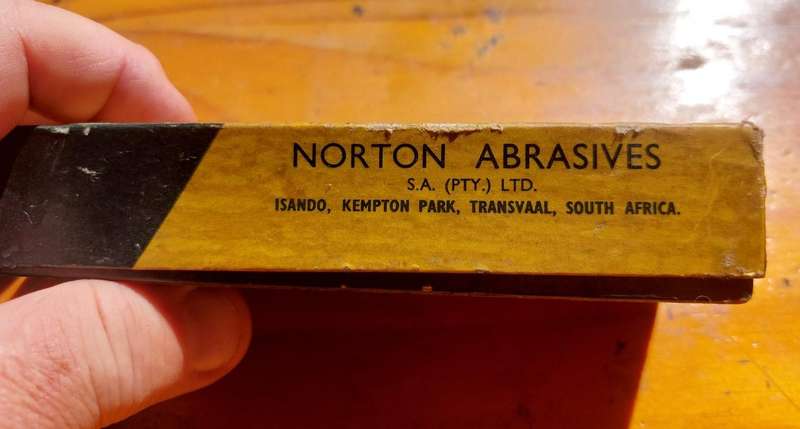 NORTON ABRASIVES
S.A. (PTY.) LTD.
ISANDO, KEMPTON PARK, TRANSVAAL, SOUTH AFRICA.